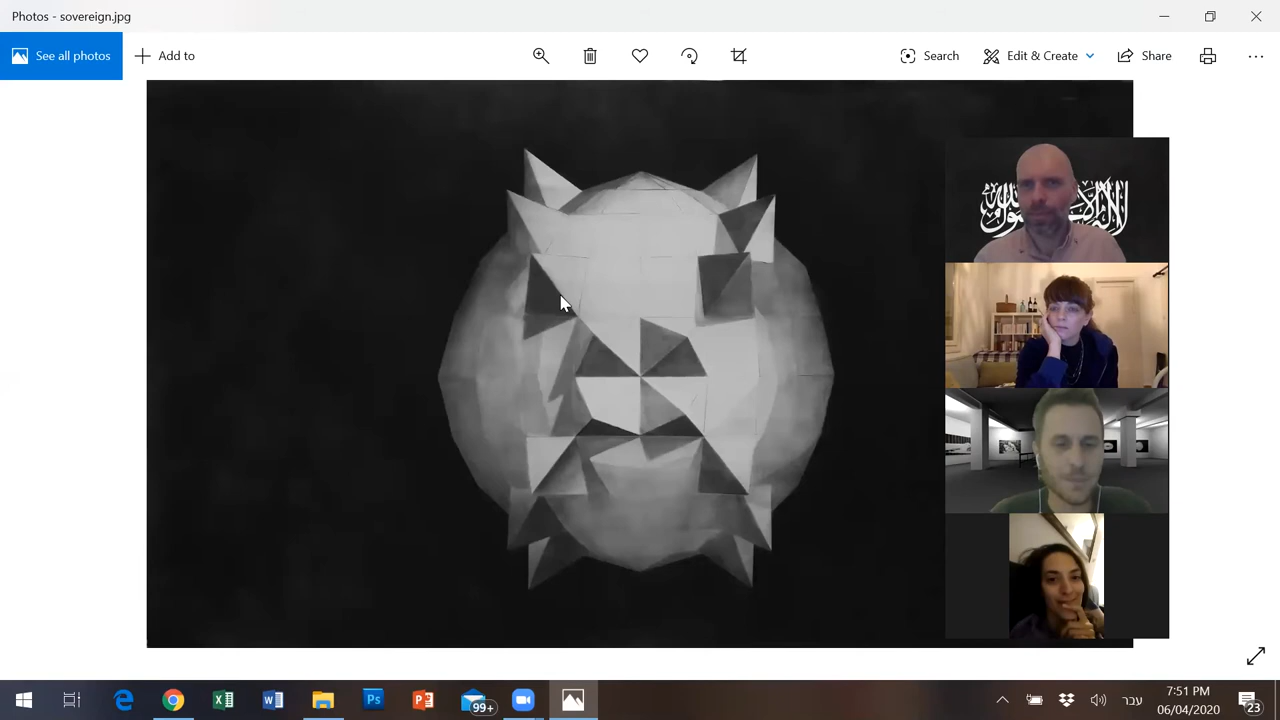 Photos - sovereign.jpg
See all photos
Add to
Search
Edit & Create
Share
99+
עבר
7:51 PM
06/04/2020
23